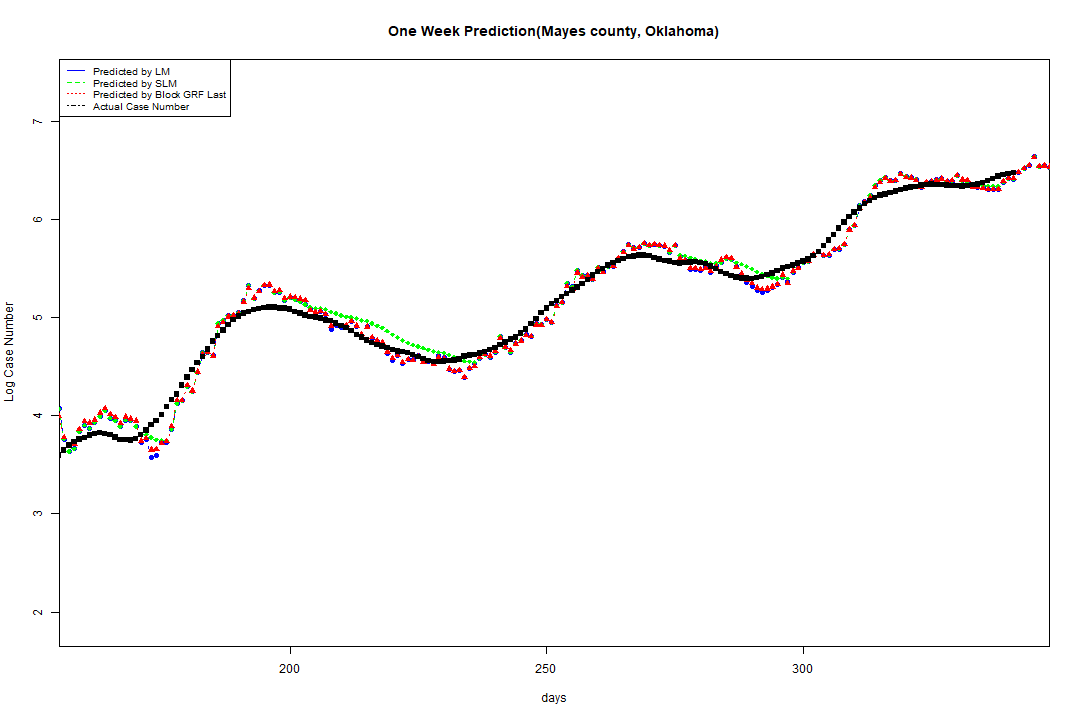 One Week Prediction(Mayes county, Oklahoma)
Predicted by LM
Predicted by SLM
Predicted by Block GRF Last
Actual Case Number
7
6
5
4
3
2
Log Case Number
200
250
300
days